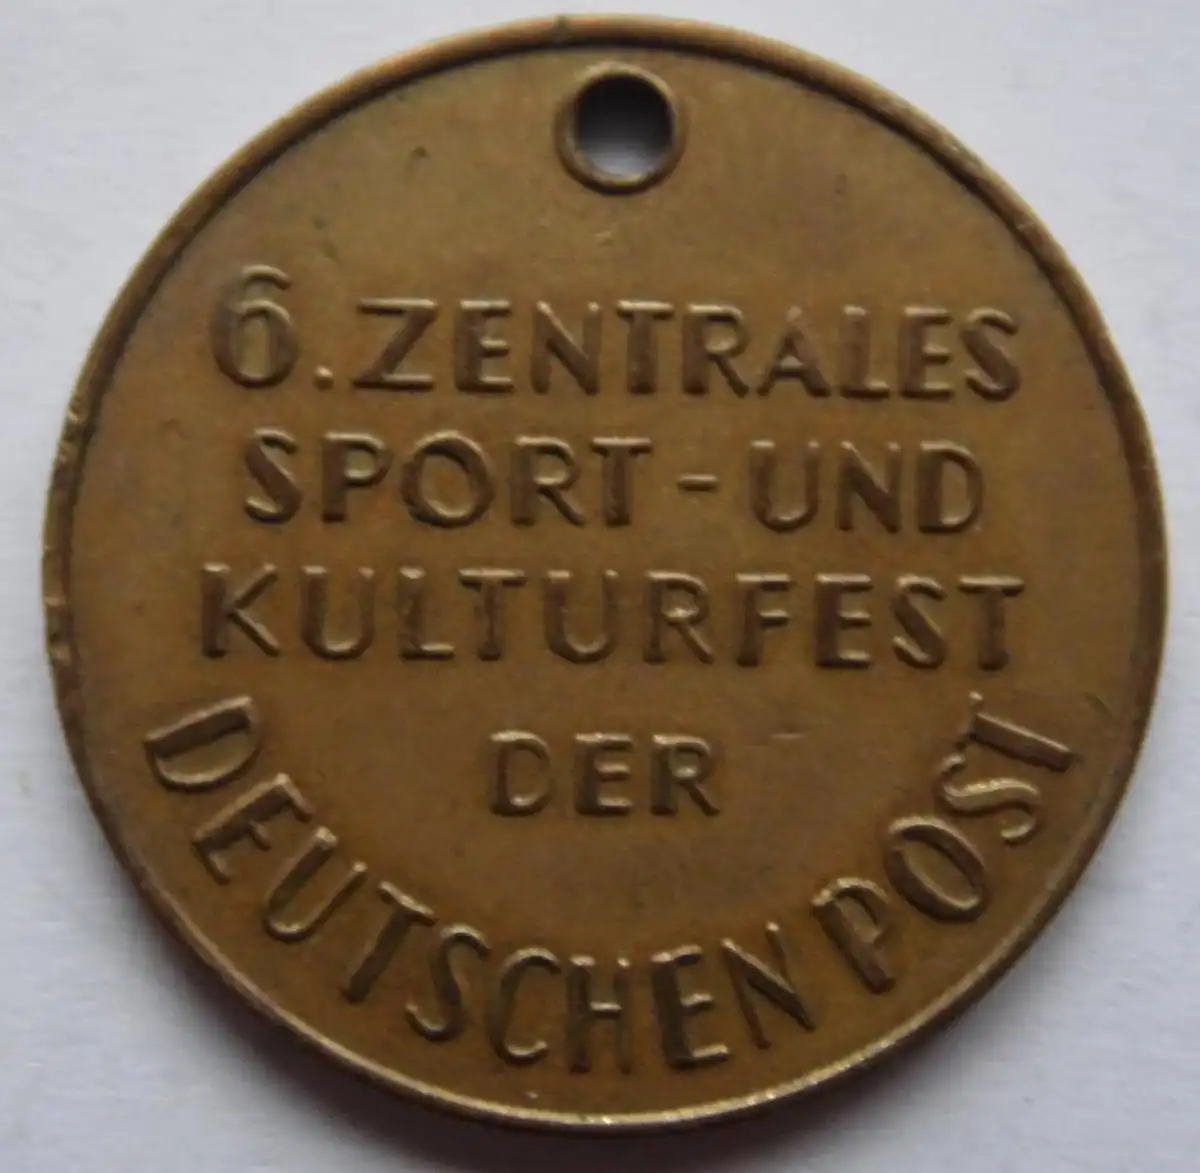 6. ZENTRALES
SPORT - UND
KULTURFEST
DER
DEUTSCHEN POST